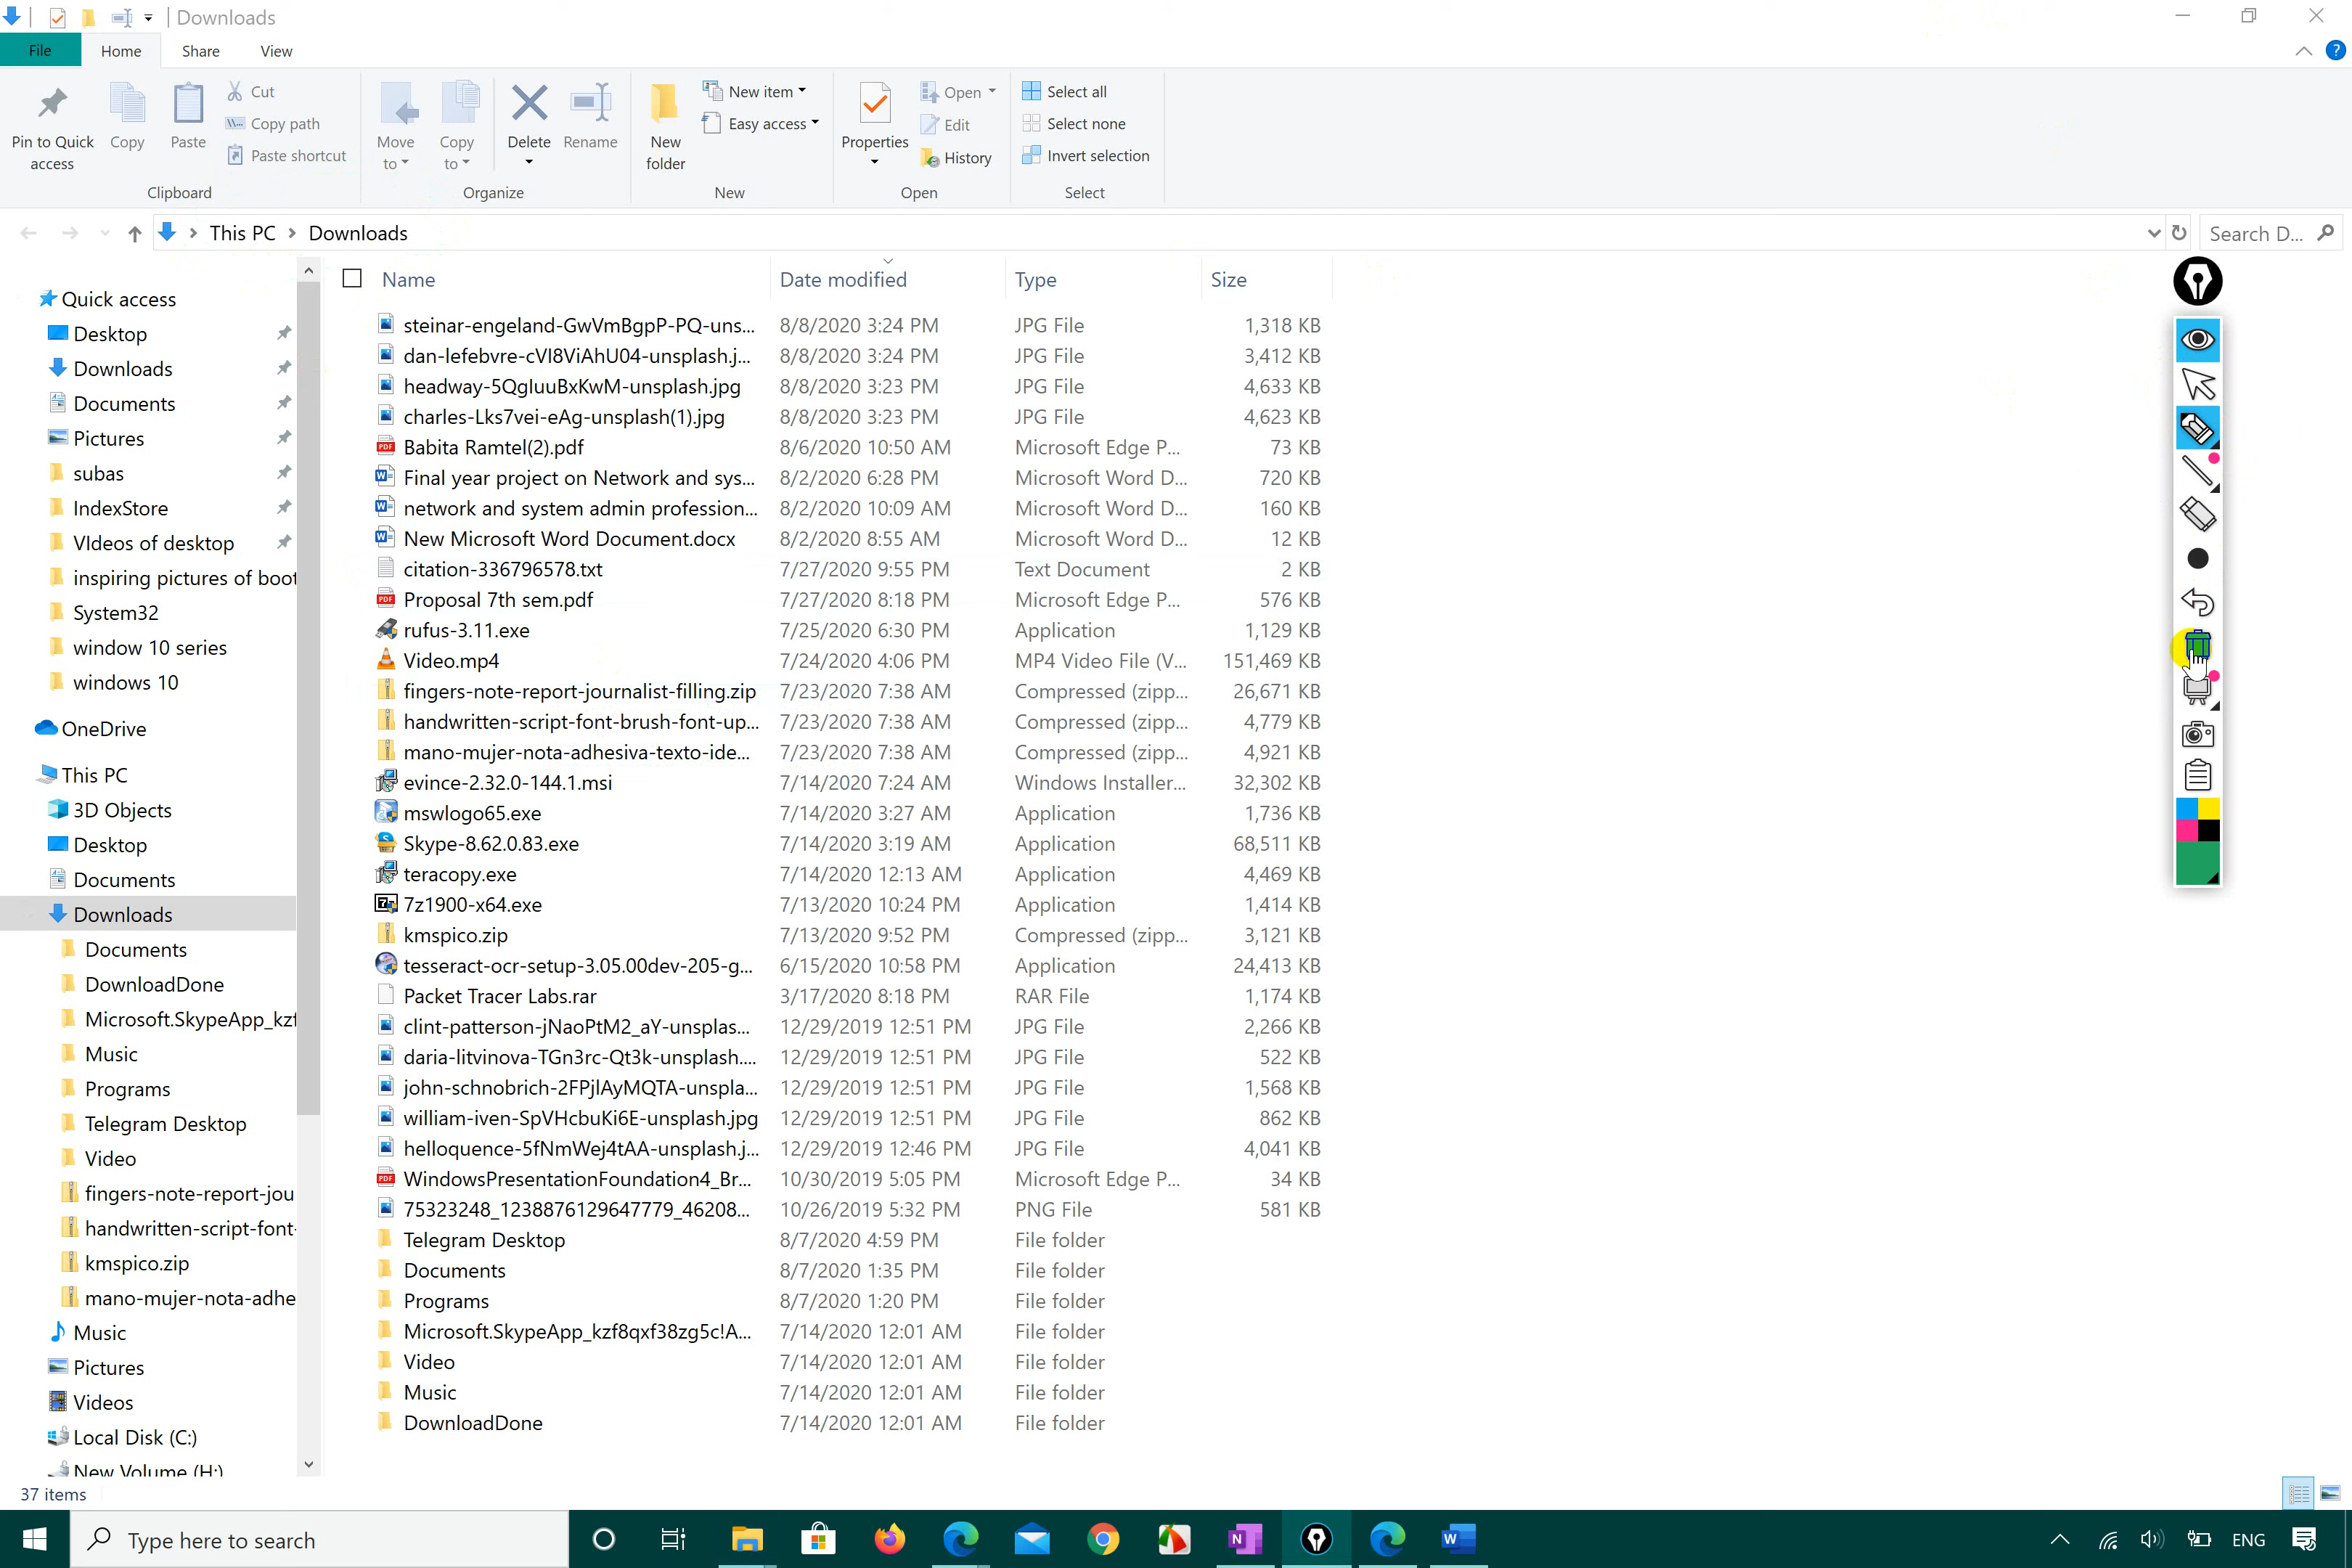 Downloads
File Home Share View
Pin to Quick access
Copy
Paste
Cut
Copy path
Paste shortcut
Clipboard
Move to
Copy to
Delete
Rename
Organize
New folder
New item
Easy access
New
Properties
Open
Edit
History
Open
Select all
Select none
Invert selection
Select
This PC Downloads
Search D...
Quick access
Desktop
Downloads
Documents
Pictures
subas
IndexStore
VIdeos of desktop
inspiring pictures of boot
System32
window 10 series
windows 10
OneDrive
This PC
3D Objects
Desktop
Documents
Downloads
Documents
DownloadDone
Microsoft.SkypeApp_kzf
Music
Programs
Telegram Desktop
Video
fingers-note-report-jou
handwritten-script-font-
kmspico.zip
mano-mujer-nota-adhe
Music
Pictures
Videos
Local Disk (C:)
New Volume (H:)
Name Date modified Type Size
steinar-engeland-GwVmBgpP-PQ-uns... 8/8/2020 3:24 PM JPG File 1,318 KB
dan-lefebvre-cVI8ViAhU04-unsplash.j... 8/8/2020 3:24 PM JPG File 3,412 KB
headway-5QgIuuBxKwM-unsplash.jpg 8/8/2020 3:23 PM JPG File 4,633 KB
charles-Lks7vei-eAg-unsplash(1).jpg 8/8/2020 3:23 PM JPG File 4,623 KB
Babita Ramtel(2).pdf 8/6/2020 10:50 AM Microsoft Edge P... 73 KB
Final year project on Network and sys... 8/2/2020 6:28 PM Microsoft Word D... 720 KB
network and system admin profession... 8/2/2020 10:09 AM Microsoft Word D... 160 KB
New Microsoft Word Document.docx 8/2/2020 8:55 AM Microsoft Word D... 12 KB
citation-336796578.txt 7/27/2020 9:55 PM Text Document 2 KB
Proposal 7th sem.pdf 7/27/2020 8:18 PM Microsoft Edge P... 576 KB
rufus-3.11.exe 7/25/2020 6:30 PM Application 1,129 KB
Video.mp4 7/24/2020 4:06 PM MP4 Video File (V... 151,469 KB
fingers-note-report-journalist-filling.zip 7/23/2020 7:38 AM Compressed (zipp... 26,671 KB
handwritten-script-font-brush-font-up... 7/23/2020 7:38 AM Compressed (zipp... 4,779 KB
mano-mujer-nota-adhesiva-texto-ide... 7/23/2020 7:38 AM Compressed (zipp... 4,921 KB
evince-2.32.0-144.1.msi 7/14/2020 7:24 AM Windows Installer... 32,302 KB
mswlogo65.exe 7/14/2020 3:27 AM Application 1,736 KB
Skype-8.62.0.83.exe 7/14/2020 3:19 AM Application 68,511 KB
teracopy.exe 7/14/2020 12:13 AM Application 4,469 KB
7z1900-x64.exe 7/13/2020 10:24 PM Application 1,414 KB
kmspico.zip 7/13/2020 9:52 PM Compressed (zipp... 3,121 KB
tesseract-ocr-setup-3.05.00dev-205-g... 6/15/2020 10:58 PM Application 24,413 KB
Packet Tracer Labs.rar 3/17/2020 8:18 PM RAR File 1,174 KB
clint-patterson-jNaoPtM2_aY-unsplas... 12/29/2019 12:51 PM JPG File 2,266 KB
daria-litvinova-TGn3rc-Qt3k-unsplash.... 12/29/2019 12:51 PM JPG File 522 KB
john-schnobrich-2FPjlAyMQTA-unspla... 12/29/2019 12:51 PM JPG File 1,568 KB
william-iven-SpVHcbuKi6E-unsplash.jpg 12/29/2019 12:51 PM JPG File 862 KB
helloquence-5fNmWej4tAA-unsplash.j... 12/29/2019 12:46 PM JPG File 4,041 KB
WindowsPresentationFoundation4_Br... 10/30/2019 5:05 PM Microsoft Edge P... 34 KB
75323248_1238876129647779_46208... 10/26/2019 5:32 PM PNG File 581 KB
Telegram Desktop 8/7/2020 4:59 PM File folder
Documents 8/7/2020 1:35 PM File folder
Programs 8/7/2020 1:20 PM File folder
Microsoft.SkypeApp_kzf8qxf38zg5c!A... 7/14/2020 12:01 AM File folder
Video 7/14/2020 12:01 AM File folder
Music 7/14/2020 12:01 AM File folder
DownloadDone 7/14/2020 12:01 AM File folder
37 items
Type here to search
ENG